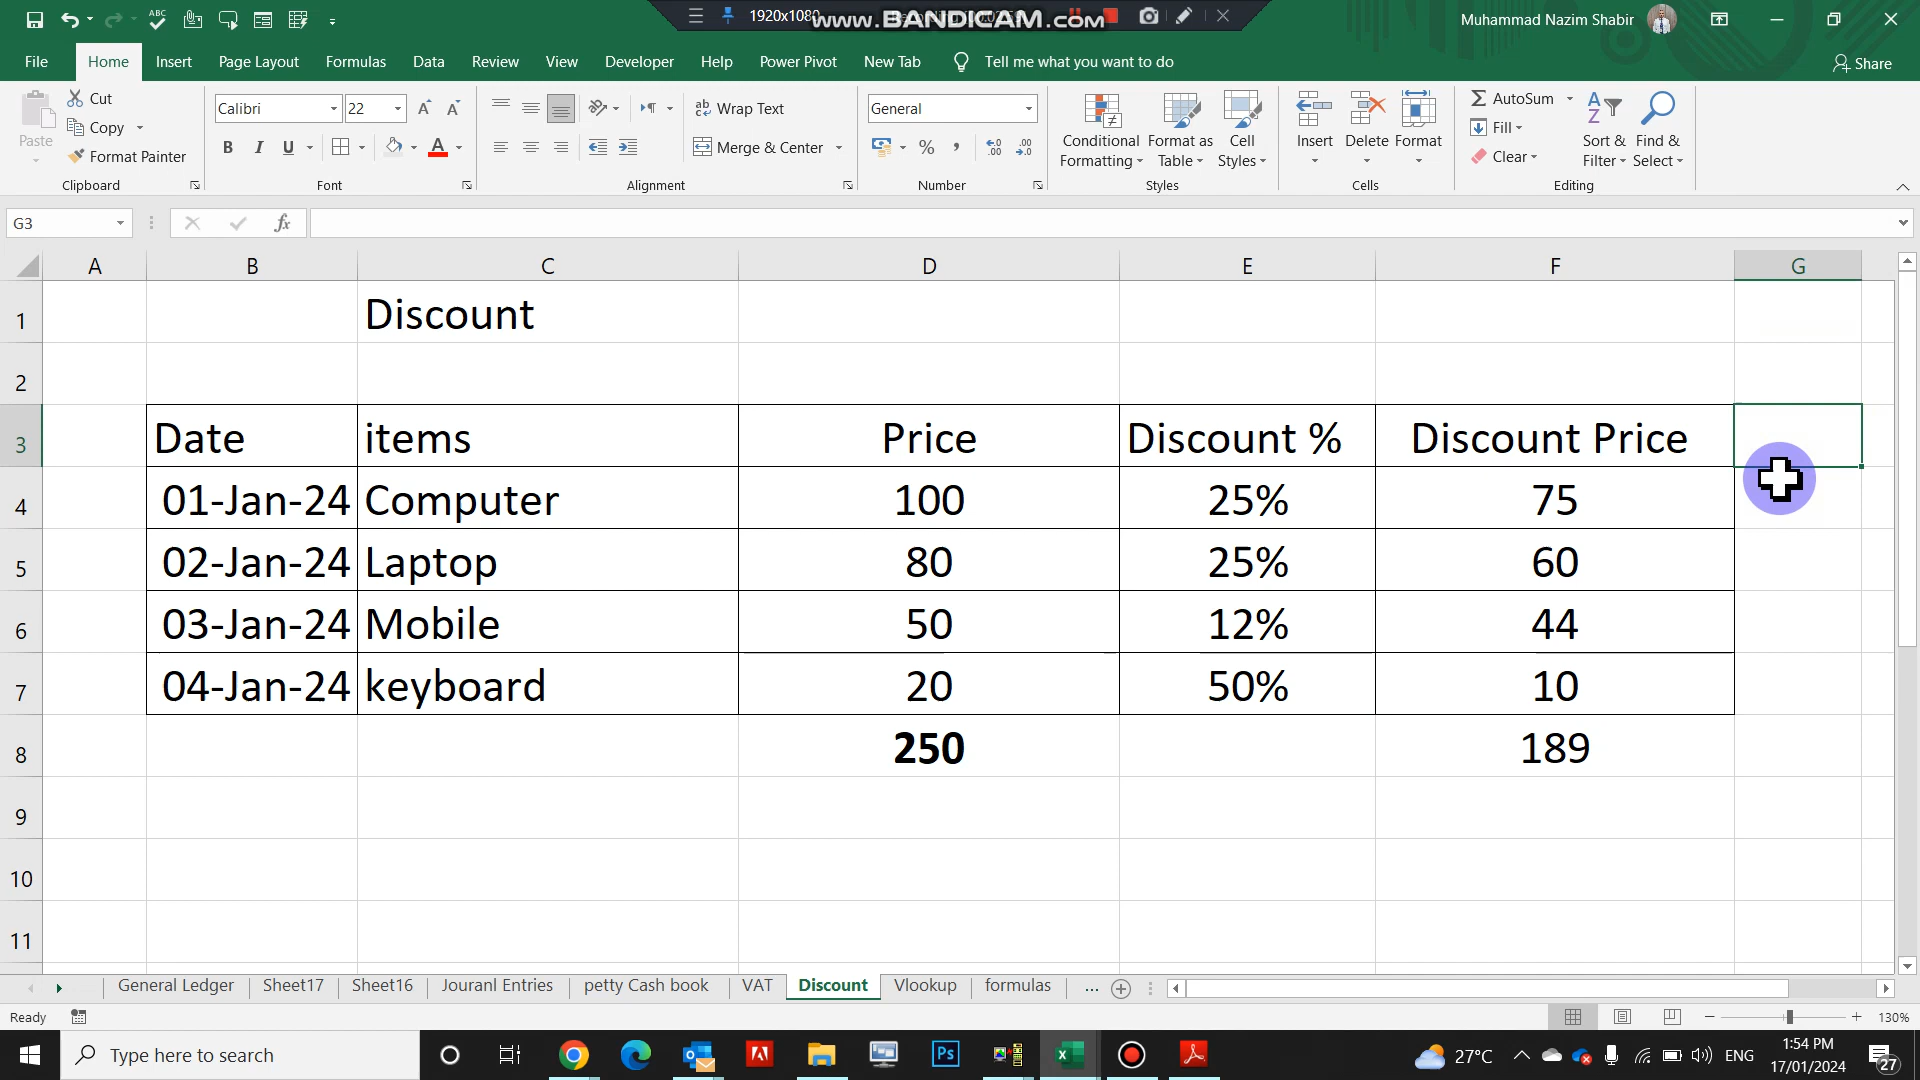 1920x1080
www.BANDICAM.com
Muhammad Nazim Shabir
File Home Insert Page Layout Formulas Data Review View Developer Help Power Pivot New Tab Tell me what you want to do Share
Paste
Cut
Copy
Format Painter
Clipboard
Calibri 22
B I U
Font
Wrap Text
Merge & Center
Alignment
General
Number
Conditional Formatting
Format as Table
Cell Styles
Styles
Insert Delete Format
Cells
AutoSum
Fill
Clear
Sort & Filter
Find & Select
Editing
G3
fx
A B C D E F G
1 Discount
2
3 Date items Price Discount % Discount Price
4 01-Jan-24 Computer 100 25% 75
5 02-Jan-24 Laptop 80 25% 60
6 03-Jan-24 Mobile 50 12% 44
7 04-Jan-24 keyboard 20 50% 10
8 250 189
9
10
11
General Ledger Sheet17 Sheet16 Jouranl Entries petty Cash book VAT Discount Vlookup formulas ...
Ready
130%
Type here to search
27°C
ENG
1:54 PM
17/01/2024
27